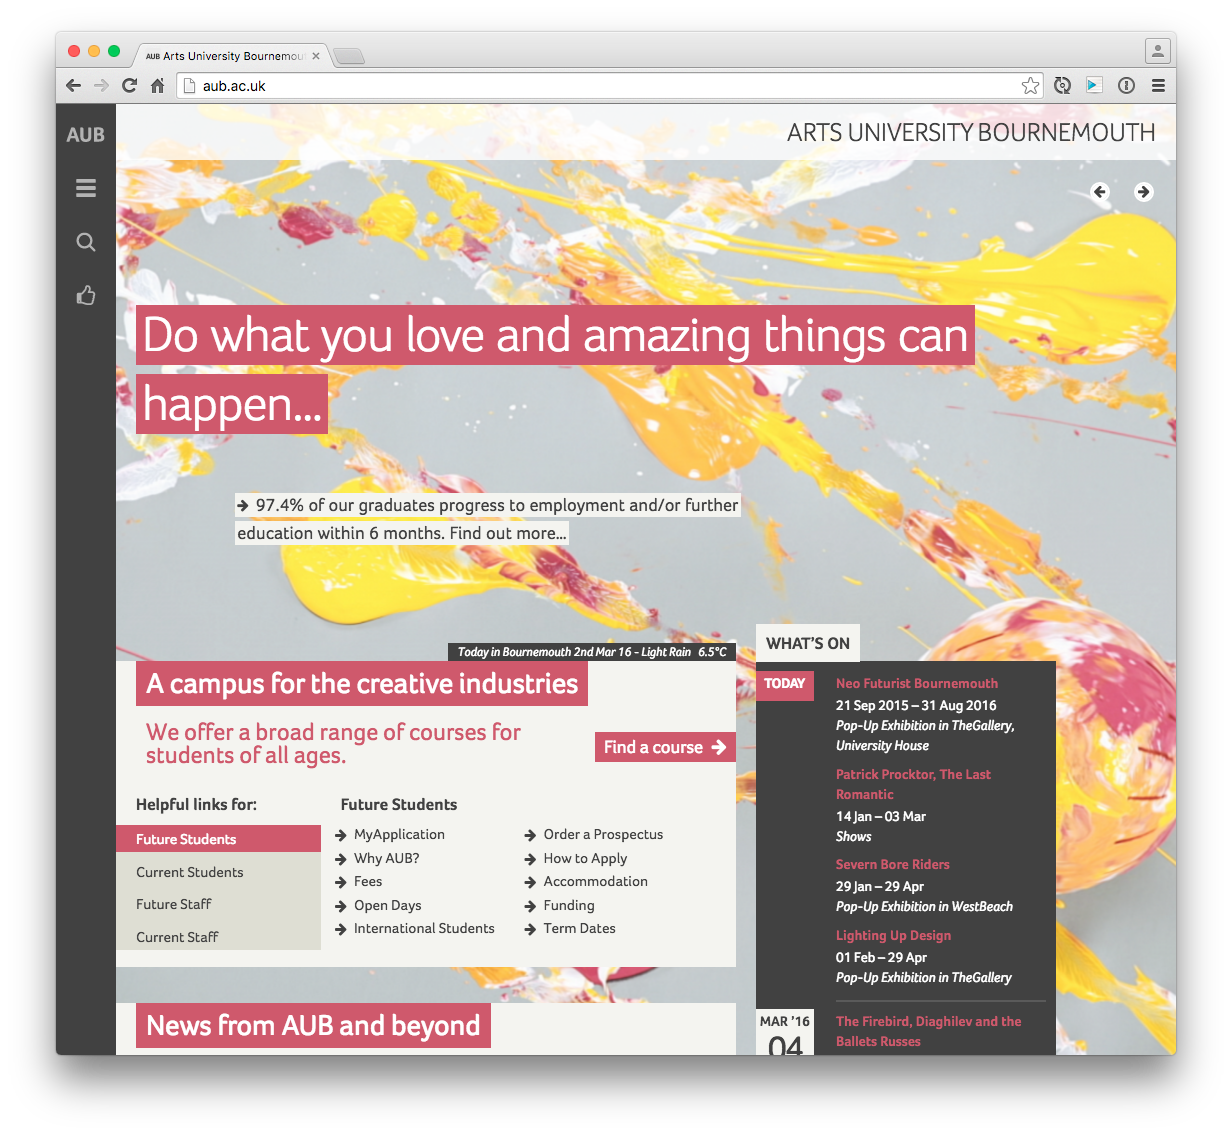 AUB Arts University Bournemou
aub.ac.uk
AUB
ARTS UNIVERSITY BOURNEMOUTH
Do what you love and amazing things can
happen...
97.4% of our graduates progress to employment and/or further
education within 6 months. Find out more...
Today in Bournemouth 2nd Mar 16 - Light Rain 6.5°C
A campus for the creative industries
We offer a broad range of courses for
students of all ages.
Find a course
Helpful links for:
Future Students
Current Students
Future Staff
Current Staff
Future Students
MyApplication
Why AUB?
Fees
Open Days
International Students
Order a Prospectus
How to Apply
Accommodation
Funding
Term Dates
News from AUB and beyond
WHAT'S ON
TODAY
Neo Futurist Bournemouth
21 Sep 2015 – 31 Aug 2016
Pop-Up Exhibition in TheGallery,
University House
Patrick Procktor, The Last
Romantic
14 Jan – 03 Mar
Shows
Severn Bore Riders
29 Jan – 29 Apr
Pop-Up Exhibition in WestBeach
Lighting Up Design
01 Feb – 29 Apr
Pop-Up Exhibition in TheGallery
MAR '16
04
The Firebird, Diaghilev and the
Ballets Russes